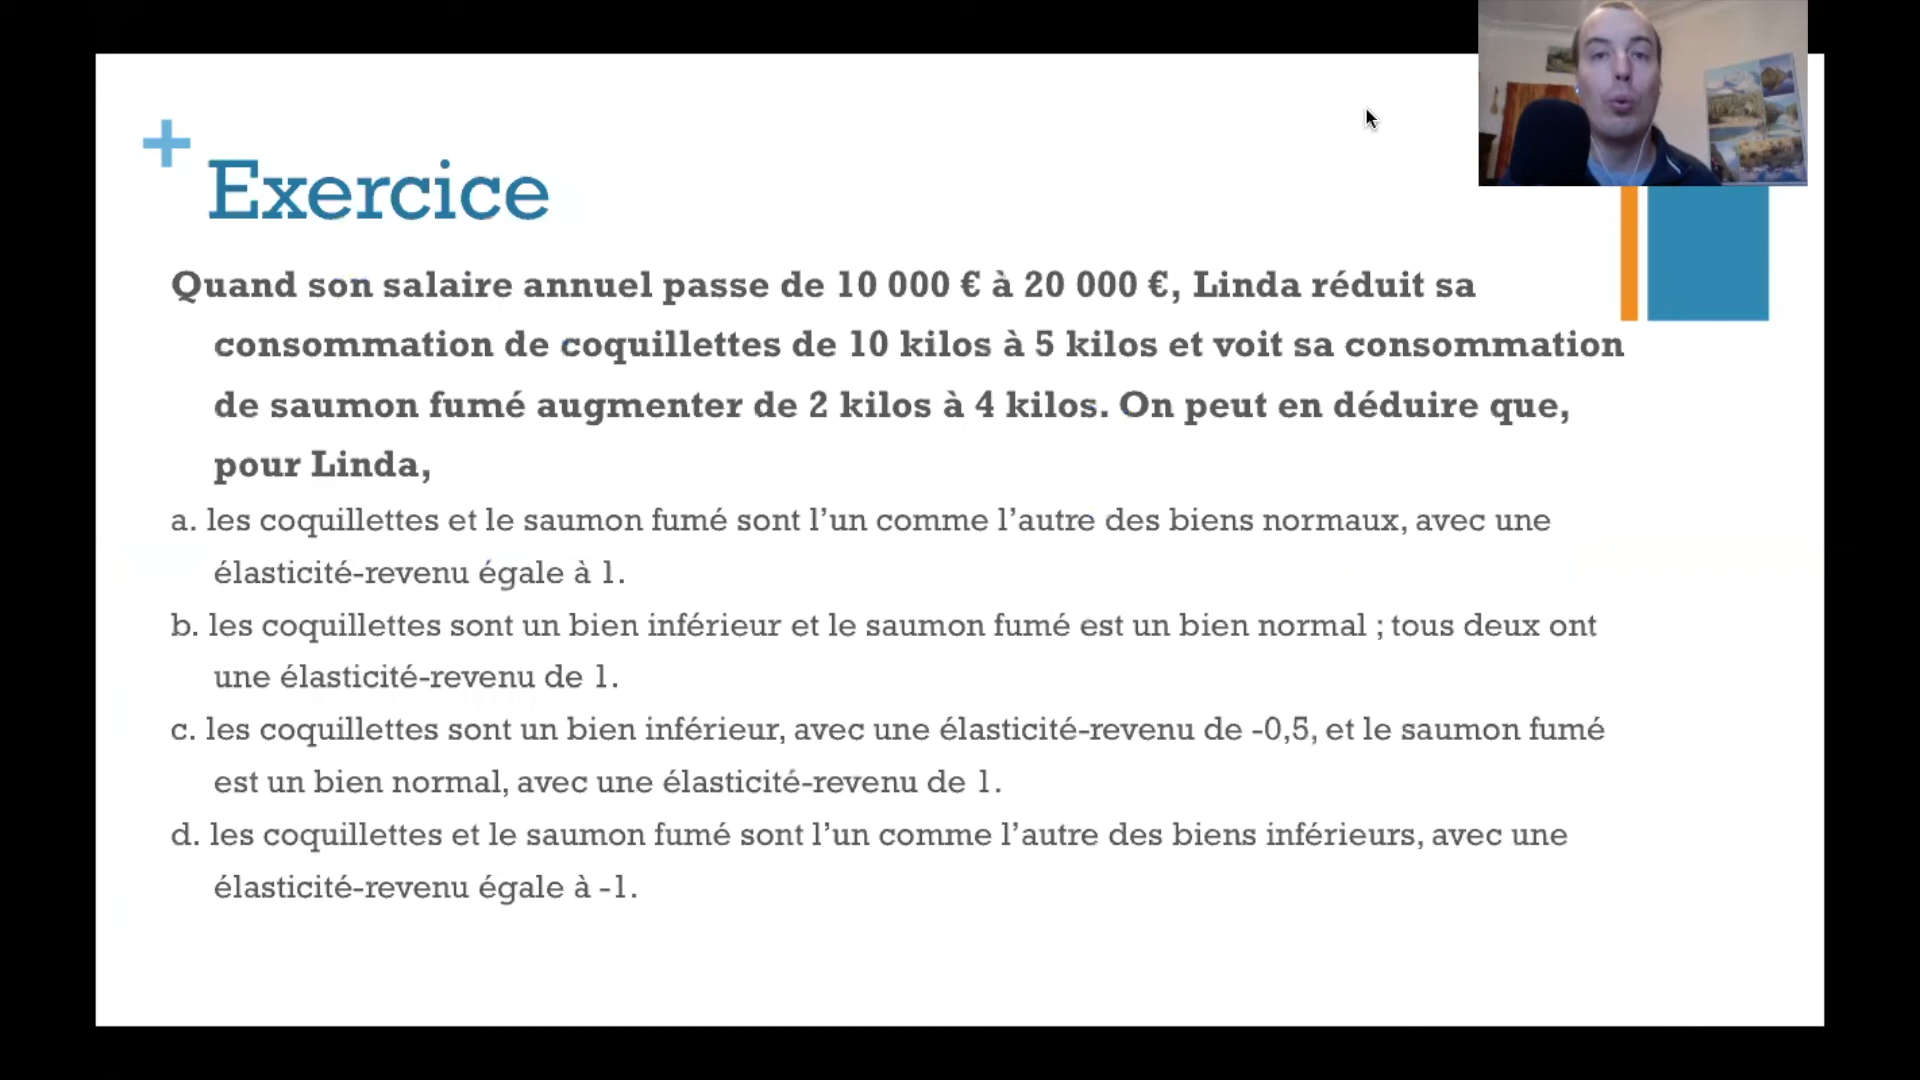 Exercice
Quand son salaire annuel passe de 10 000 € à 20 000 €, Linda réduit sa
consommation de coquillettes de 10 kilos à 5 kilos et voit sa consommation
de saumon fumé augmenter de 2 kilos à 4 kilos. On peut en déduire que,
pour Linda,
a. les coquillettes et le saumon fumé sont l’un comme l’autre des biens normaux, avec une
élasticité-revenu égale à 1.
b. les coquillettes sont un bien inférieur et le saumon fumé est un bien normal ; tous deux ont
une élasticité-revenu de 1.
c. les coquillettes sont un bien inférieur, avec une élasticité-revenu de -0,5, et le saumon fumé
est un bien normal, avec une élasticité-revenu de 1.
d. les coquillettes et le saumon fumé sont l’un comme l’autre des biens inférieurs, avec une
élasticité-revenu égale à -1.